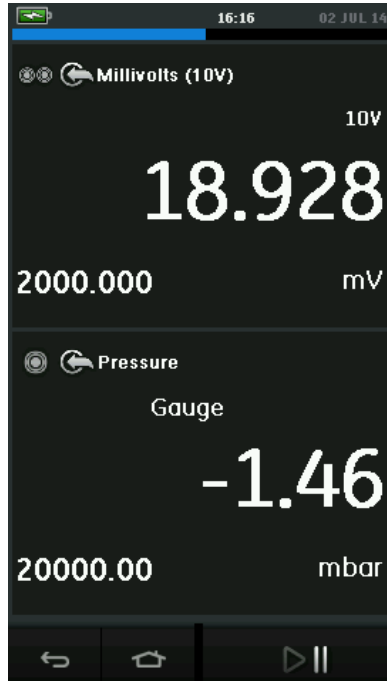 16:16 02 JUL 14
Millivolts (10V)
10V
18.928
2000.000 mV
Pressure
Gauge
-1.46
20000.00 mbar